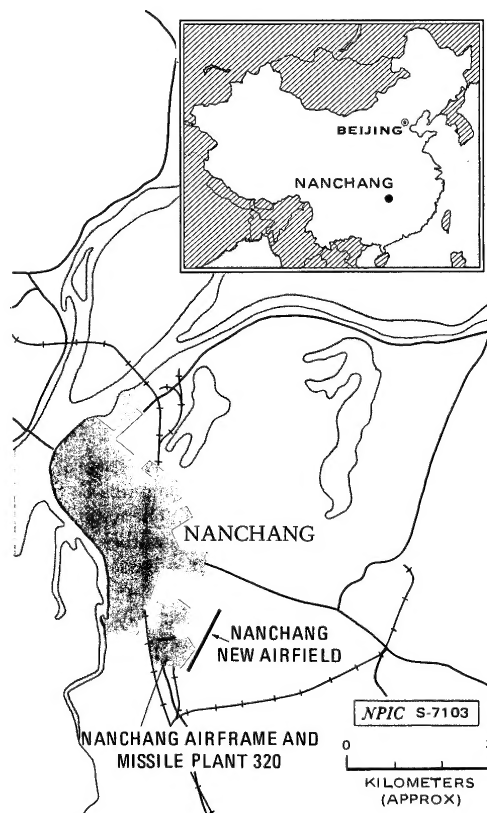 BEIJING
NANCHANG
NANCHANG
NANCHANG
NEW AIRFIELD
NPIC S-7103
NANCHANG AIRFRAME AND
MISSILE PLANT 320
0
KILOMETERS
(APPROX)